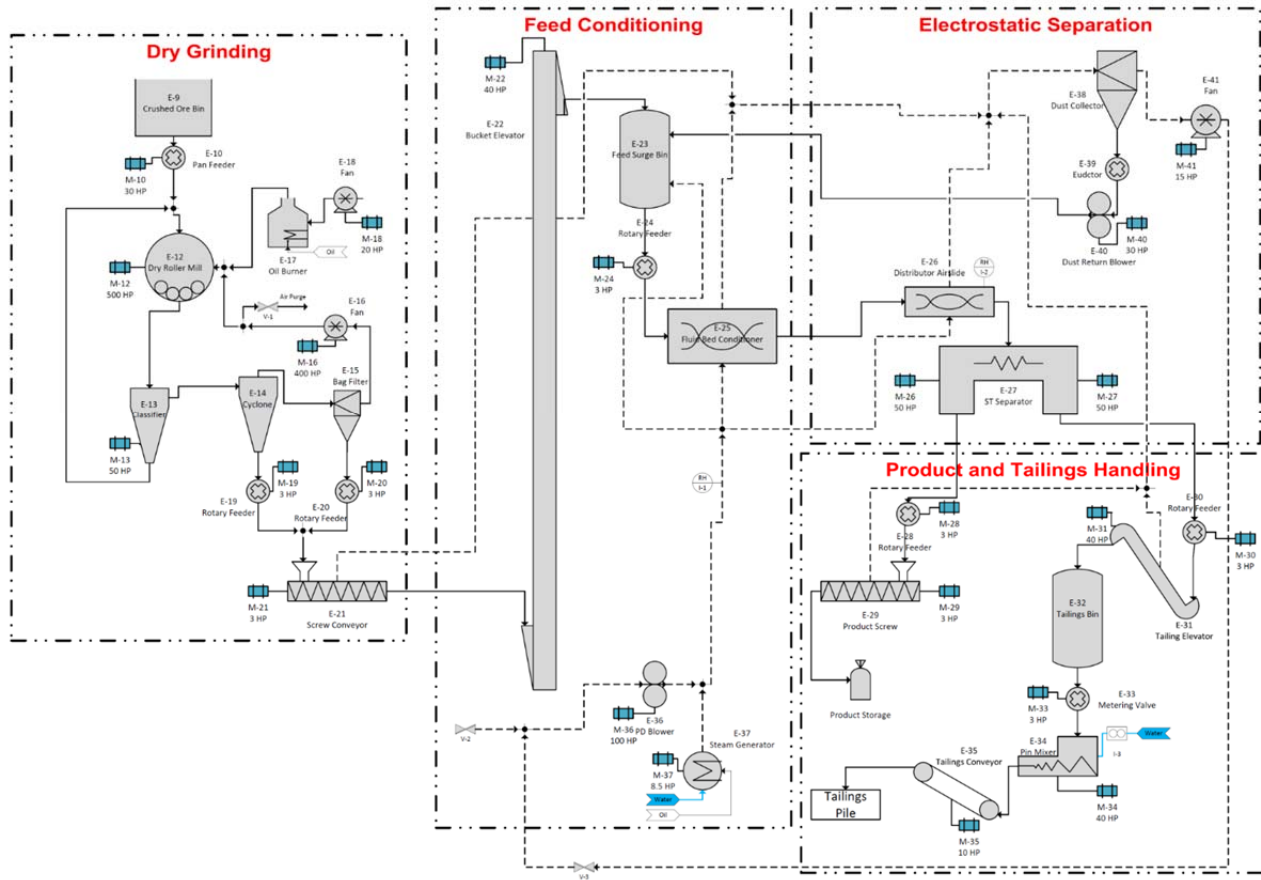 Dry Grinding
E-9
Crushed Ore Bin
E-10
Pan Feeder
M-10
30 HP
E-18
Fan
M-18
20 HP
E-17
Oil Burner
Oil
E-12
Dry Roller Mill
M-12
500 HP
Air Purge
V-1
E-16
Fan
M-16
400 HP
E-15
Bag Filter
E-14
Cyclone
E-13
Classifier
M-13
50 HP
M-19
3 HP
M-20
3 HP
E-19
Rotary Feeder
E-20
Rotary Feeder
M-21
3 HP
E-21
Screw Conveyor
Feed Conditioning
M-22
40 HP
E-22
Bucket Elevator
E-23
Feed Surge Bin
E-24
Rotary Feeder
M-24
3 HP
E-25
Fluid Bed Conditioner
RH
I-1
V-2
E-36
PD Blower
M-36
100 HP
E-37
Steam Generator
M-37
8.5 HP
Water
Oil
V-3
Electrostatic Separation
E-38
Dust Collector
E-41
Fan
M-41
15 HP
E-39
Eudctor
M-40
30 HP
E-40
Dust Return Blower
E-26
Distributor Airslide
RH
I-2
E-27
ST Separator
M-26
50 HP
M-27
50 HP
Product and Tailings Handling
M-28
3 HP
E-28
Rotary Feeder
M-29
3 HP
E-29
Product Screw
Product Storage
E-30
Rotary Feeder
M-30
3 HP
M-31
40 HP
E-31
Tailing Elevator
E-32
Tailings Bin
M-33
3 HP
E-33
Metering Valve
E-34
Pin Mixer
Water
I-3
M-34
40 HP
E-35
Tailings Conveyor
M-35
10 HP
Tailings
Pile